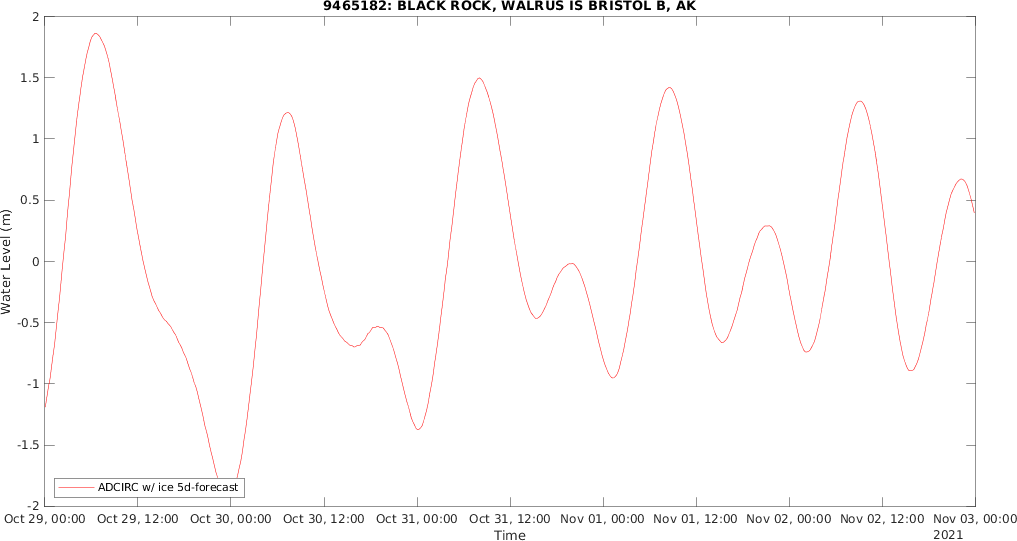 9465182: BLACK ROCK, WALRUS IS BRISTOL B, AK
2
1.5
1
0.5
0
-0.5
-1
-1.5
-2
Water Level (m)
ADCIRC w/ ice 5d-forecast
Oct 29, 00:00 Oct 29, 12:00 Oct 30, 00:00 Oct 30, 12:00 Oct 31, 00:00 Oct 31, 12:00 Nov 01, 00:00 Nov 01, 12:00 Nov 02, 00:00 Nov 02, 12:00 Nov 03, 00:00
Time
2021